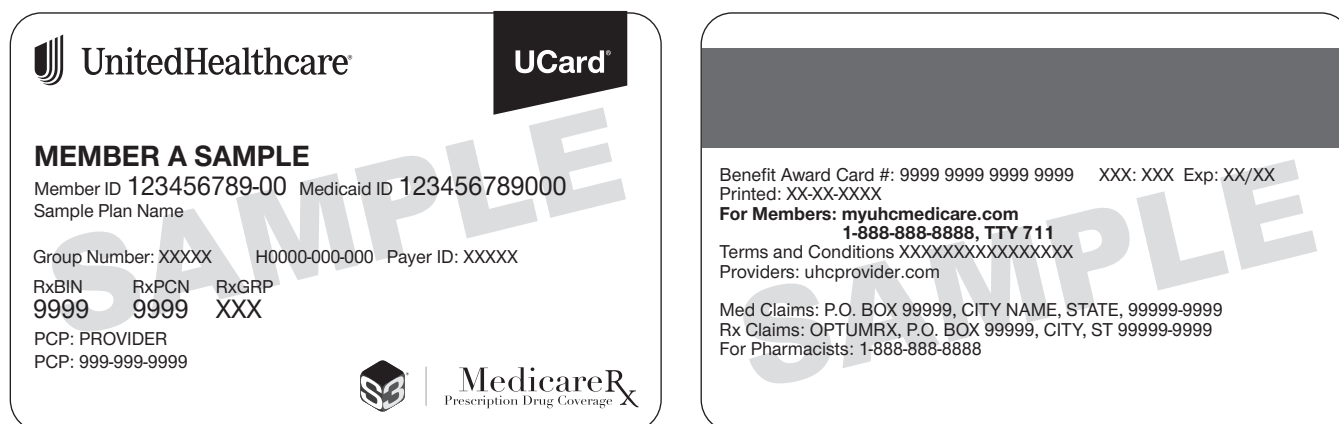 UnitedHealthcare®
UCard®
SAMPLE
MEMBER A SAMPLE
Member ID 123456789-00 Medicaid ID 123456789000
Sample Plan Name
Group Number: XXXXX H0000-000-000 Payer ID: XXXXX
RxBIN RxPCN RxGRP
9999 9999 XXX
PCP: PROVIDER
PCP: 999-999-9999
S3
MedicareRx
Prescription Drug Coverage
SAMPLE
Benefit Award Card #: 9999 9999 9999 9999 XXX: XXX Exp: XX/XX
Printed: XX-XX-XXXX
For Members: myuhcmedicare.com
1-888-888-8888, TTY 711
Terms and Conditions XXXXXXXXXXXXXXXX
Providers: uhcprovider.com
Med Claims: P.O. BOX 99999, CITY NAME, STATE, 99999-9999
Rx Claims: OPTUMRX, P.O. BOX 99999, CITY, ST 99999-9999
For Pharmacists: 1-888-888-8888